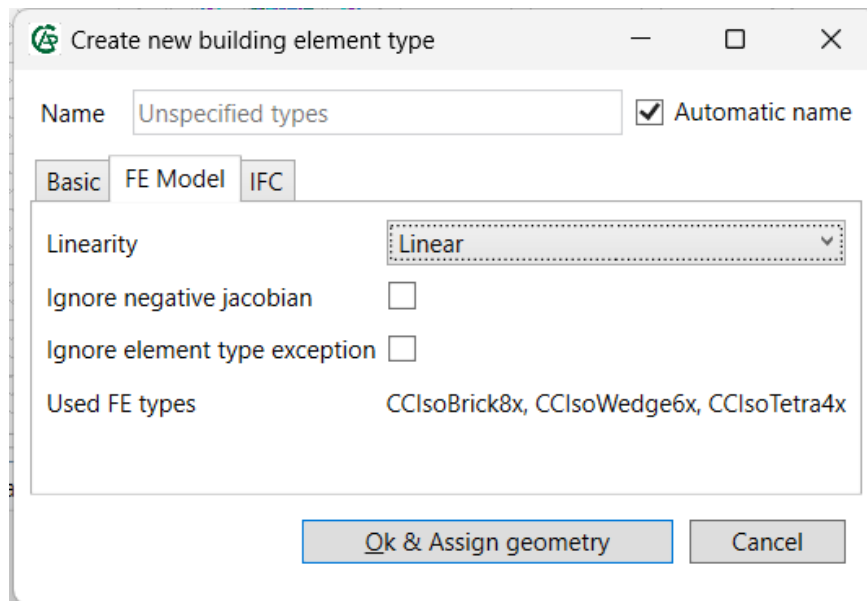 Create new building element type
Name Unspecified types Automatic name
Basic FE Model IFC
Linearity Linear
Ignore negative jacobian
Ignore element type exception
Used FE types CCIsoBrick8x, CCIsoWedge6x, CCIsoTetra4x
Ok & Assign geometry Cancel